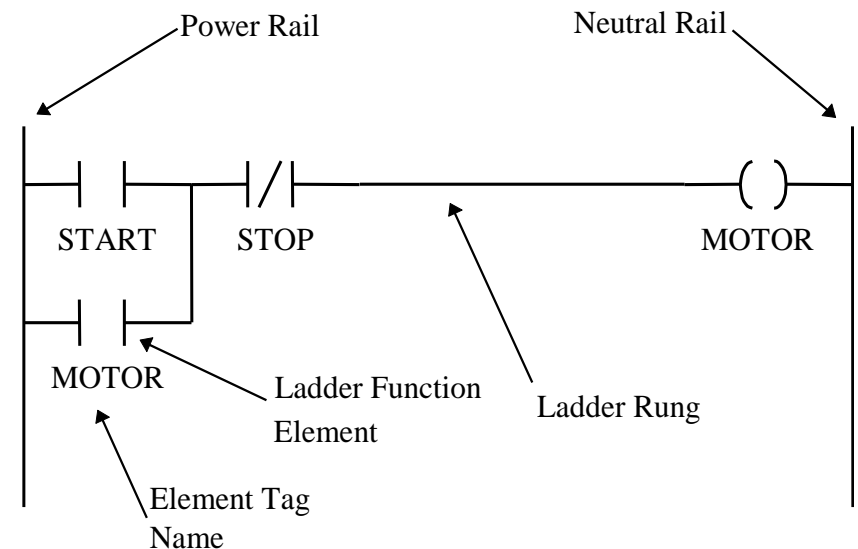 Power Rail
Neutral Rail
START
STOP
MOTOR
MOTOR
Ladder Function
Element
Ladder Rung
Element Tag
Name